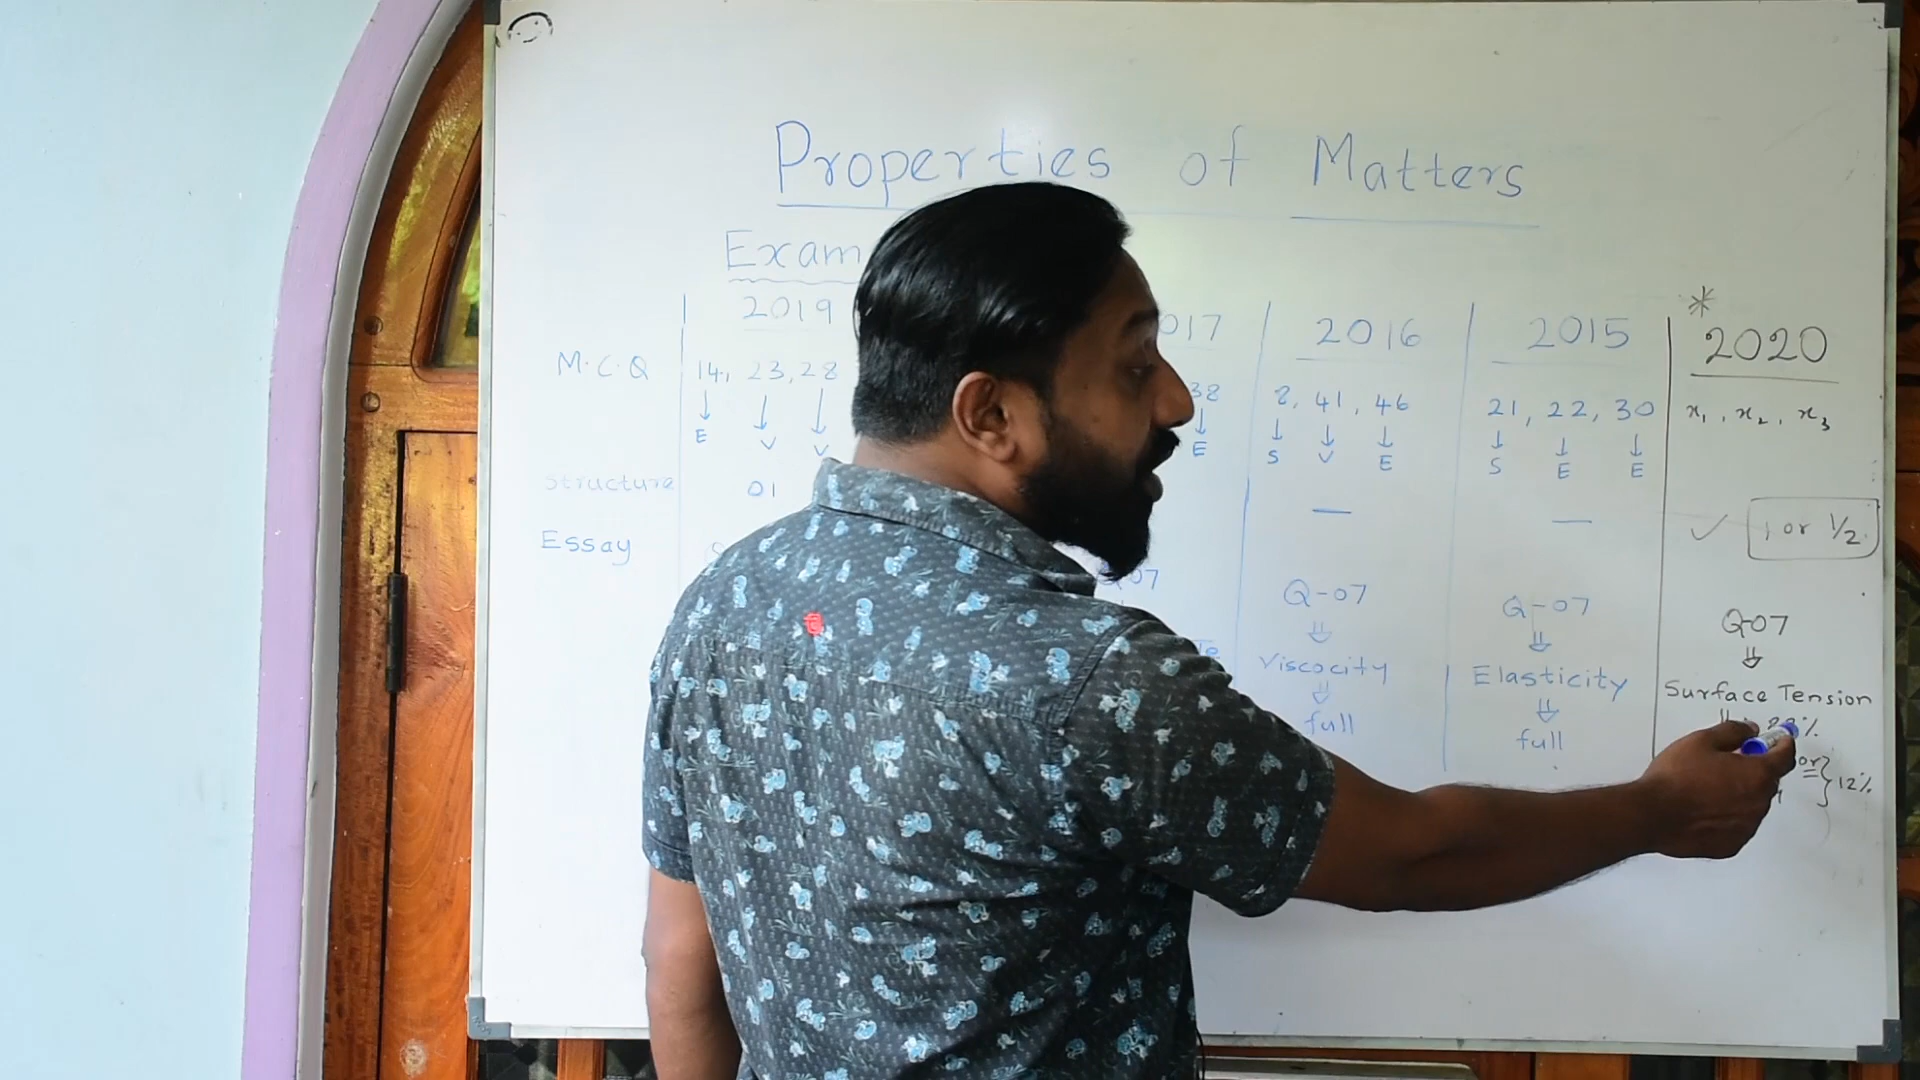 Properties of Matters
Exam
2019 017 2016 2015 2020
M.C.Q 14, 23, 28 38 8, 41, 46 21, 22, 30 x1, x2, x3
E V V E S V E S E E
Structure 01 — — ✓ 1 or 1/2
Essay
Q-07 Q-07 Q-07
Viscocity Elasticity Surface Tension
full full
or 12%